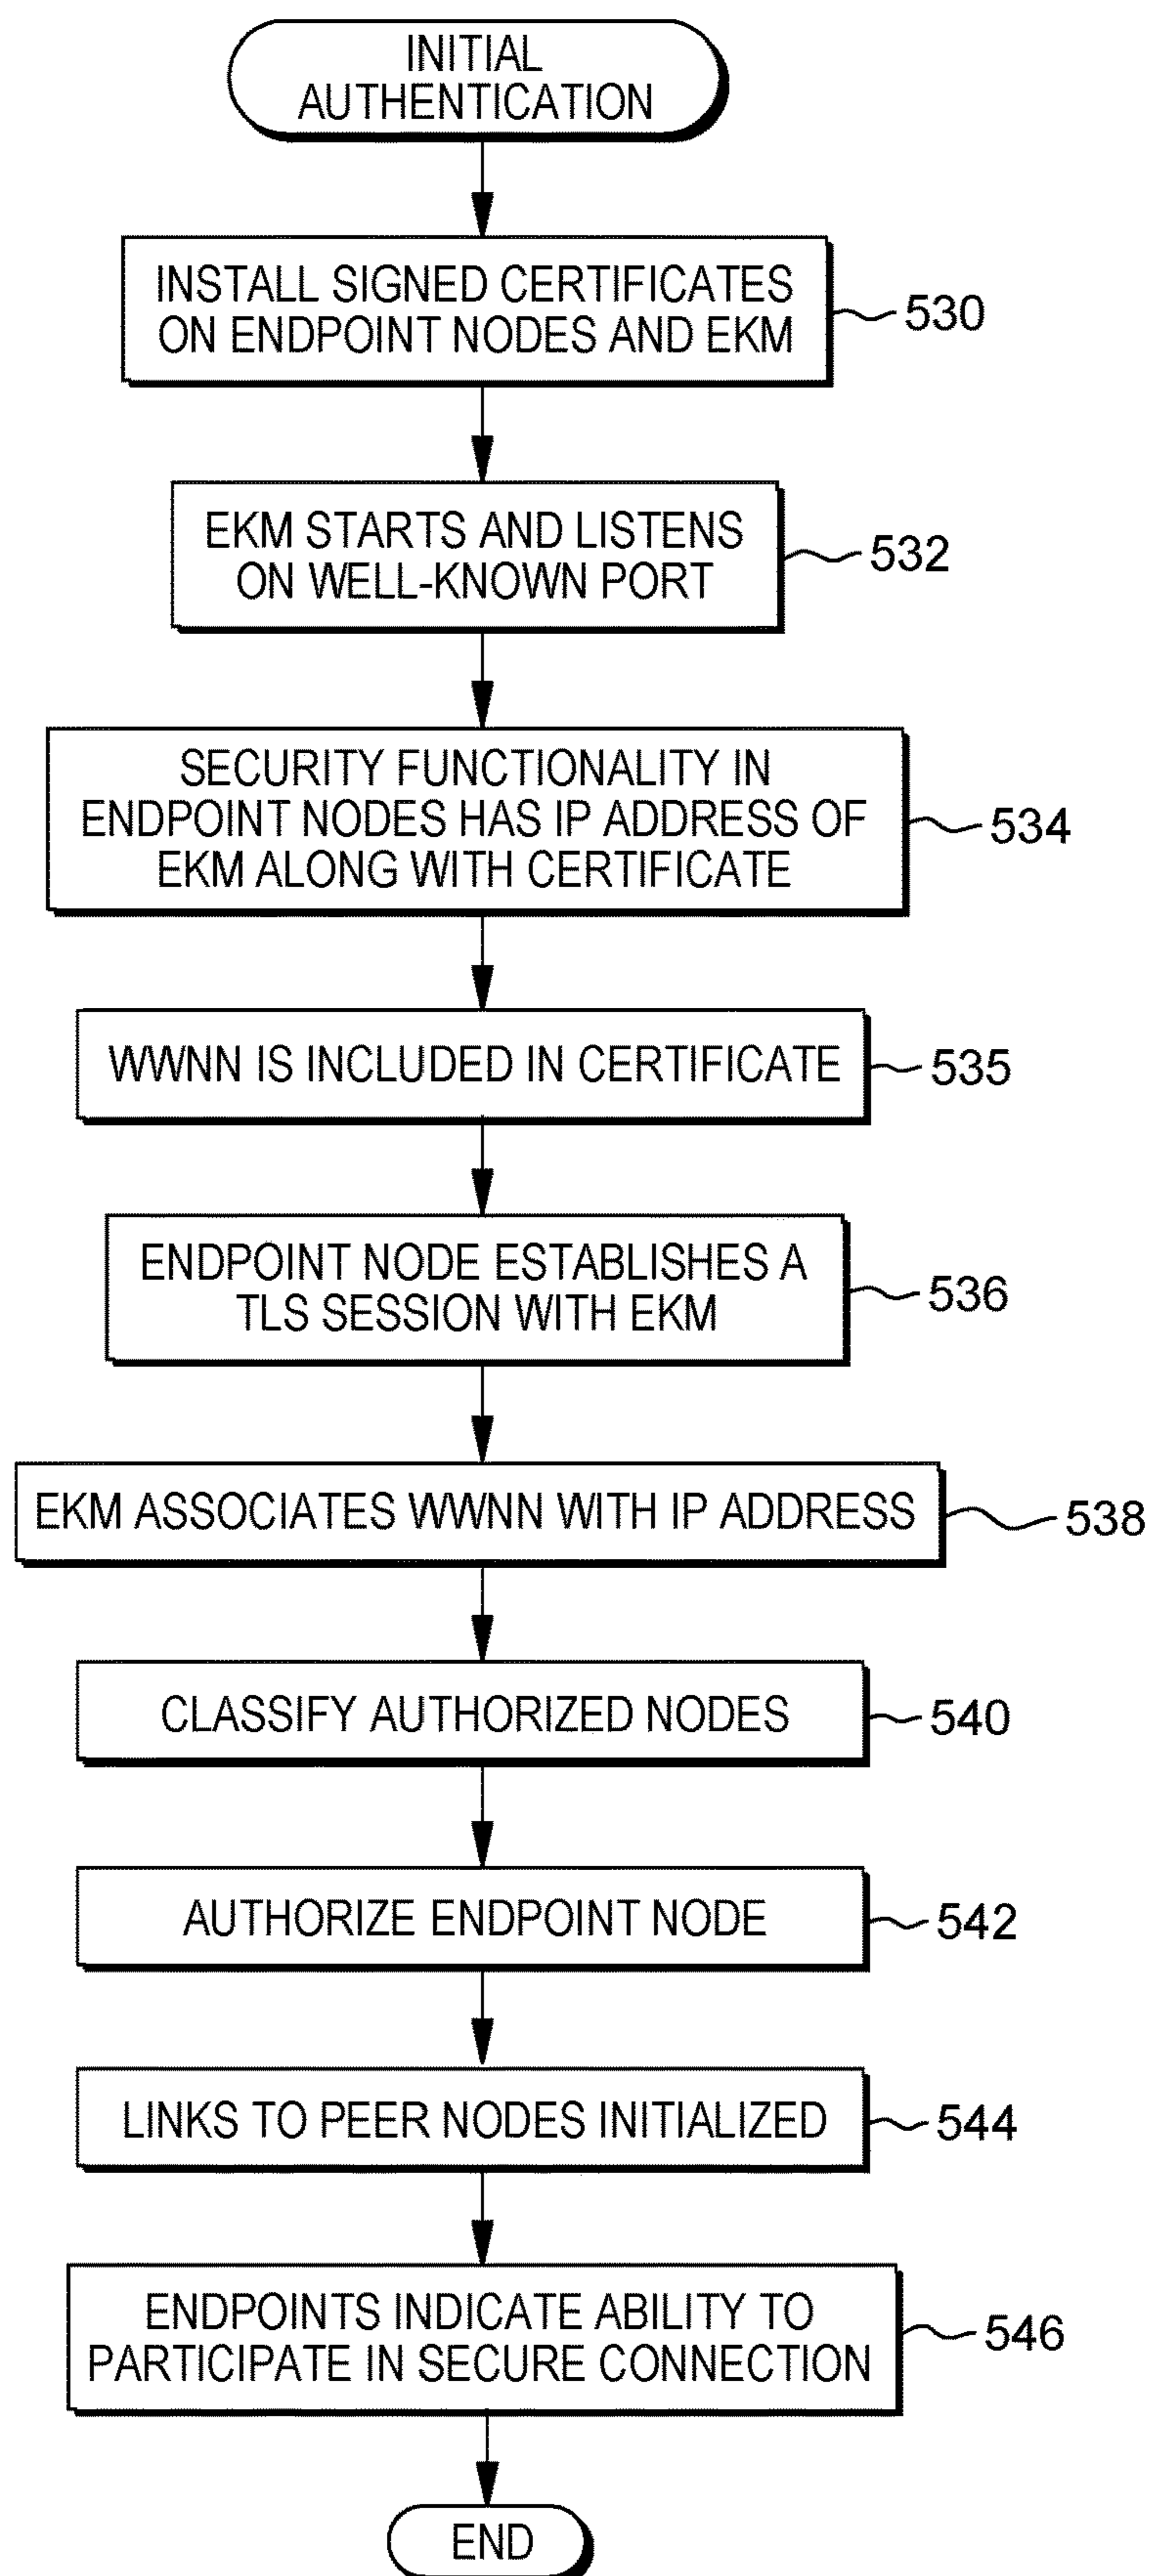 INITIAL
AUTHENTICATION
INSTALL SIGNED CERTIFICATES
ON ENDPOINT NODES AND EKM
530
EKM STARTS AND LISTENS
ON WELL-KNOWN PORT
532
SECURITY FUNCTIONALITY IN
ENDPOINT NODES HAS IP ADDRESS OF
EKM ALONG WITH CERTIFICATE
534
WWNN IS INCLUDED IN CERTIFICATE
535
ENDPOINT NODE ESTABLISHES A
TLS SESSION WITH EKM
536
EKM ASSOCIATES WWNN WITH IP ADDRESS
538
CLASSIFY AUTHORIZED NODES
540
AUTHORIZE ENDPOINT NODE
542
LINKS TO PEER NODES INITIALIZED
544
ENDPOINTS INDICATE ABILITY TO
PARTICIPATE IN SECURE CONNECTION
546
END